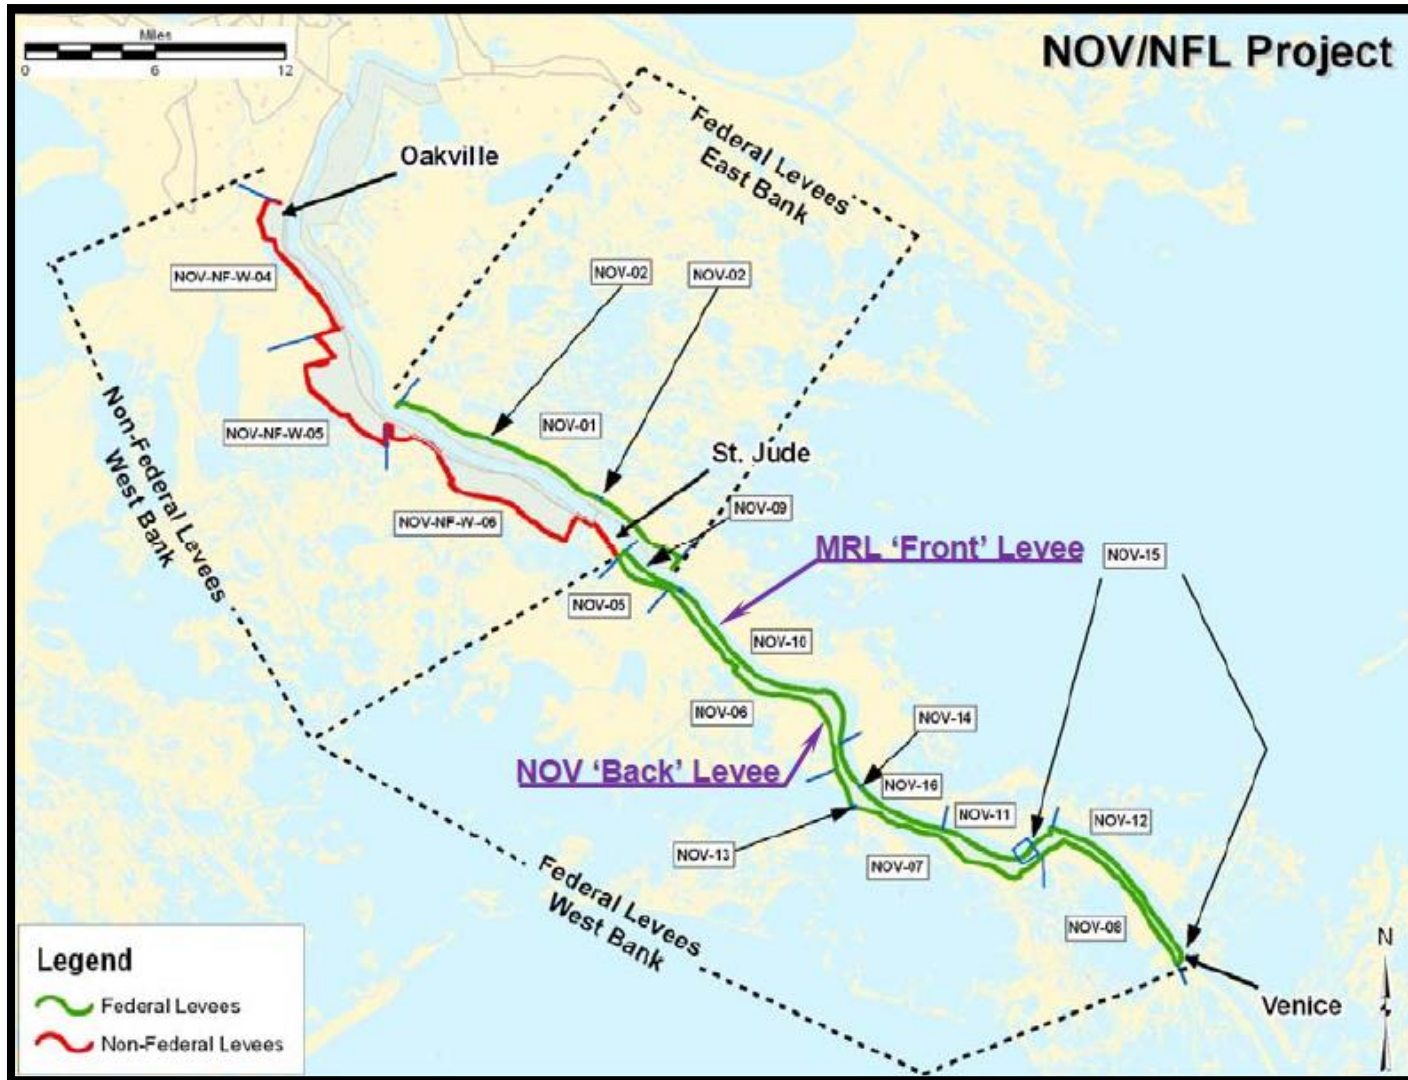 Miles
0 6 12
NOV/NFL Project
Federal Levees
East Bank
Oakville
NOV-NF-W-04
NOV-02
NOV-02
Non-Federal Levees
West Bank
NOV-NF-W-05
NOV-01
St. Jude
NOV-09
NOV-NF-W-06
MRL ‘Front’ Levee
NOV-15
NOV-05
NOV-10
NOV-06
NOV-14
NOV ‘Back’ Levee
NOV-16
NOV-11
NOV-12
NOV-13
NOV-07
Federal Levees
West Bank
NOV-08
Venice
N
Legend
Federal Levees
Non-Federal Levees